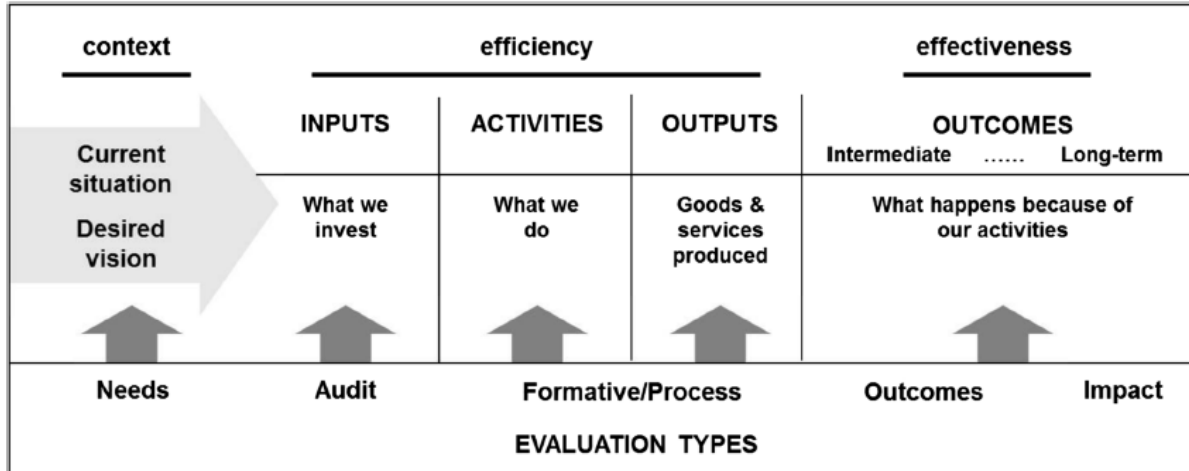 context
efficiency
effectiveness
INPUTS
ACTIVITIES
OUTPUTS
OUTCOMES
Intermediate ...... Long-term
Current
situation
Desired
vision
What we
invest
What we
do
Goods &
services
produced
What happens because of
our activities
Needs
Audit
Formative/Process
Outcomes
Impact
EVALUATION TYPES